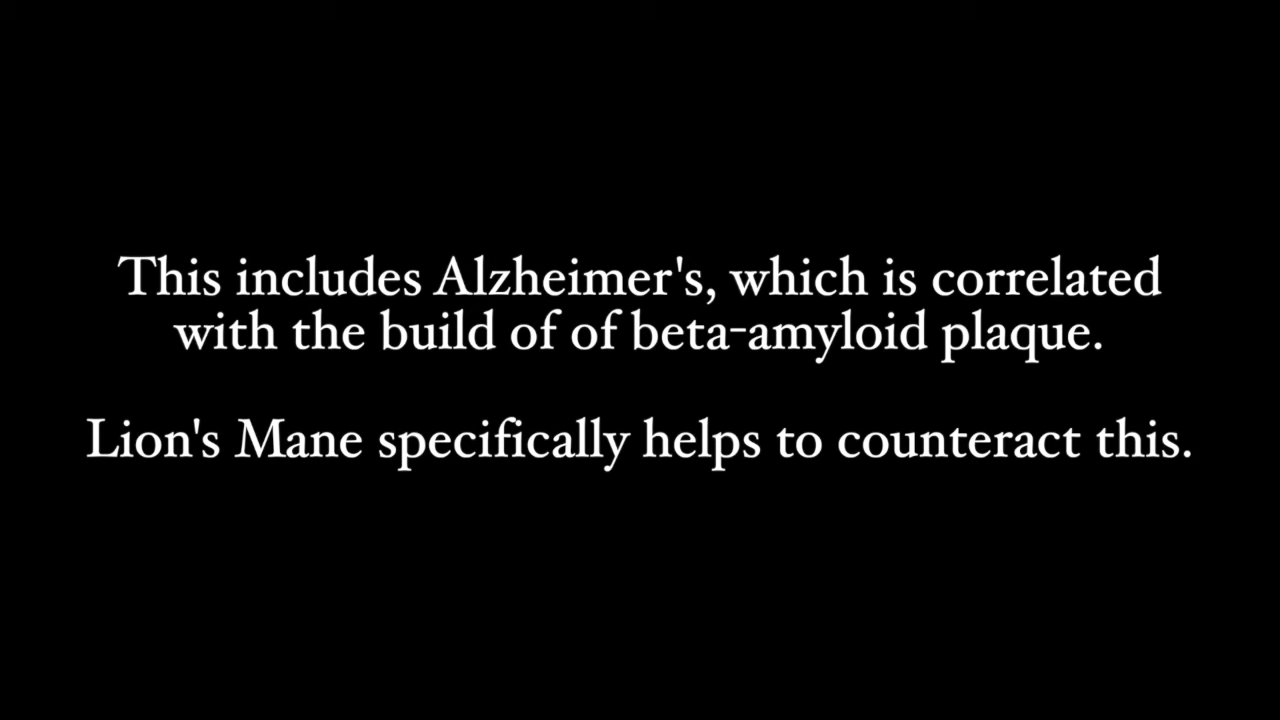 This includes Alzheimer's, which is correlated
with the build of of beta-amyloid plaque.
Lion's Mane specifically helps to counteract this.